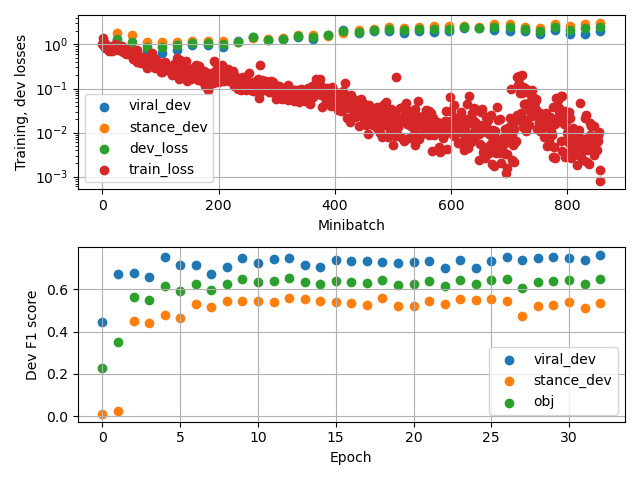 Training, dev losses
10⁰
10⁻¹
10⁻²
10⁻³
viral_dev
stance_dev
dev_loss
train_loss
0 200 400 600 800
Minibatch
Dev F1 score
0.6
0.4
0.2
0.0
viral_dev
stance_dev
obj
0 5 10 15 20 25 30
Epoch